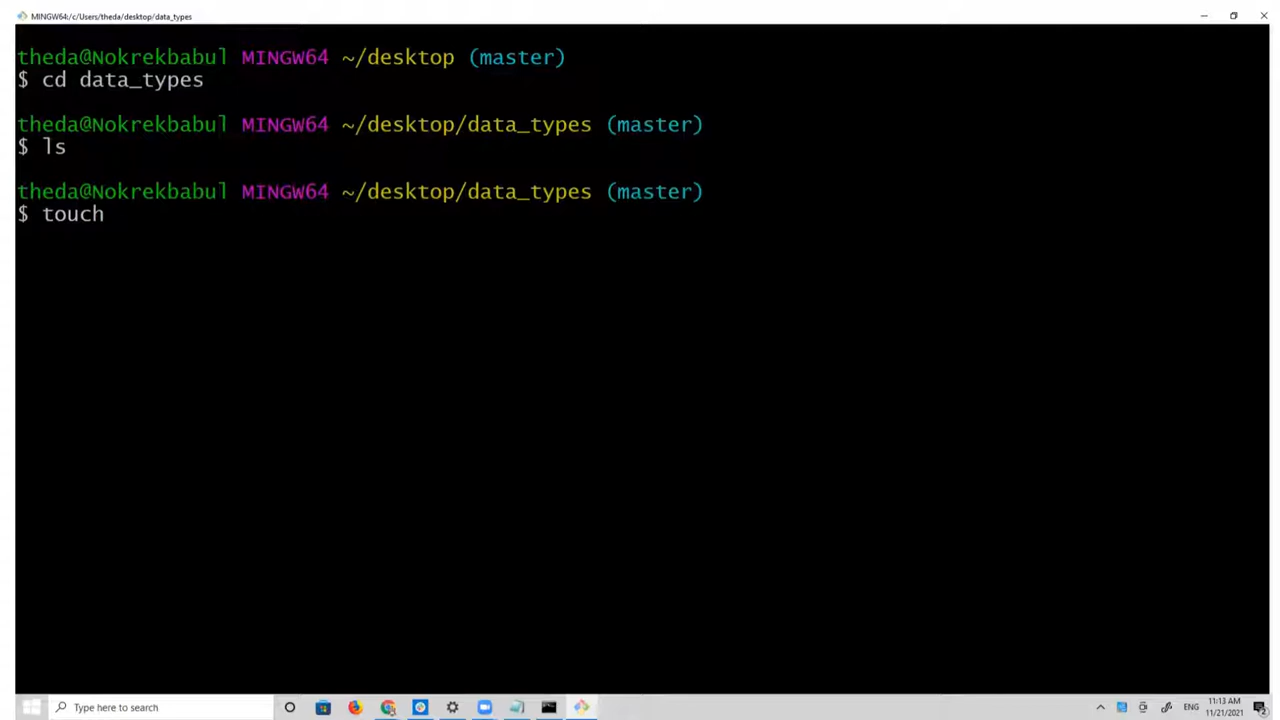 MINGW64:/c/Users/theda/desktop/data_types
theda@Nokrekbabul MINGW64 ~/desktop (master)
$ cd data_types
theda@Nokrekbabul MINGW64 ~/desktop/data_types (master)
$ ls
theda@Nokrekbabul MINGW64 ~/desktop/data_types (master)
$ touch
Type here to search
ENG
11:13 AM
11/21/2021
2